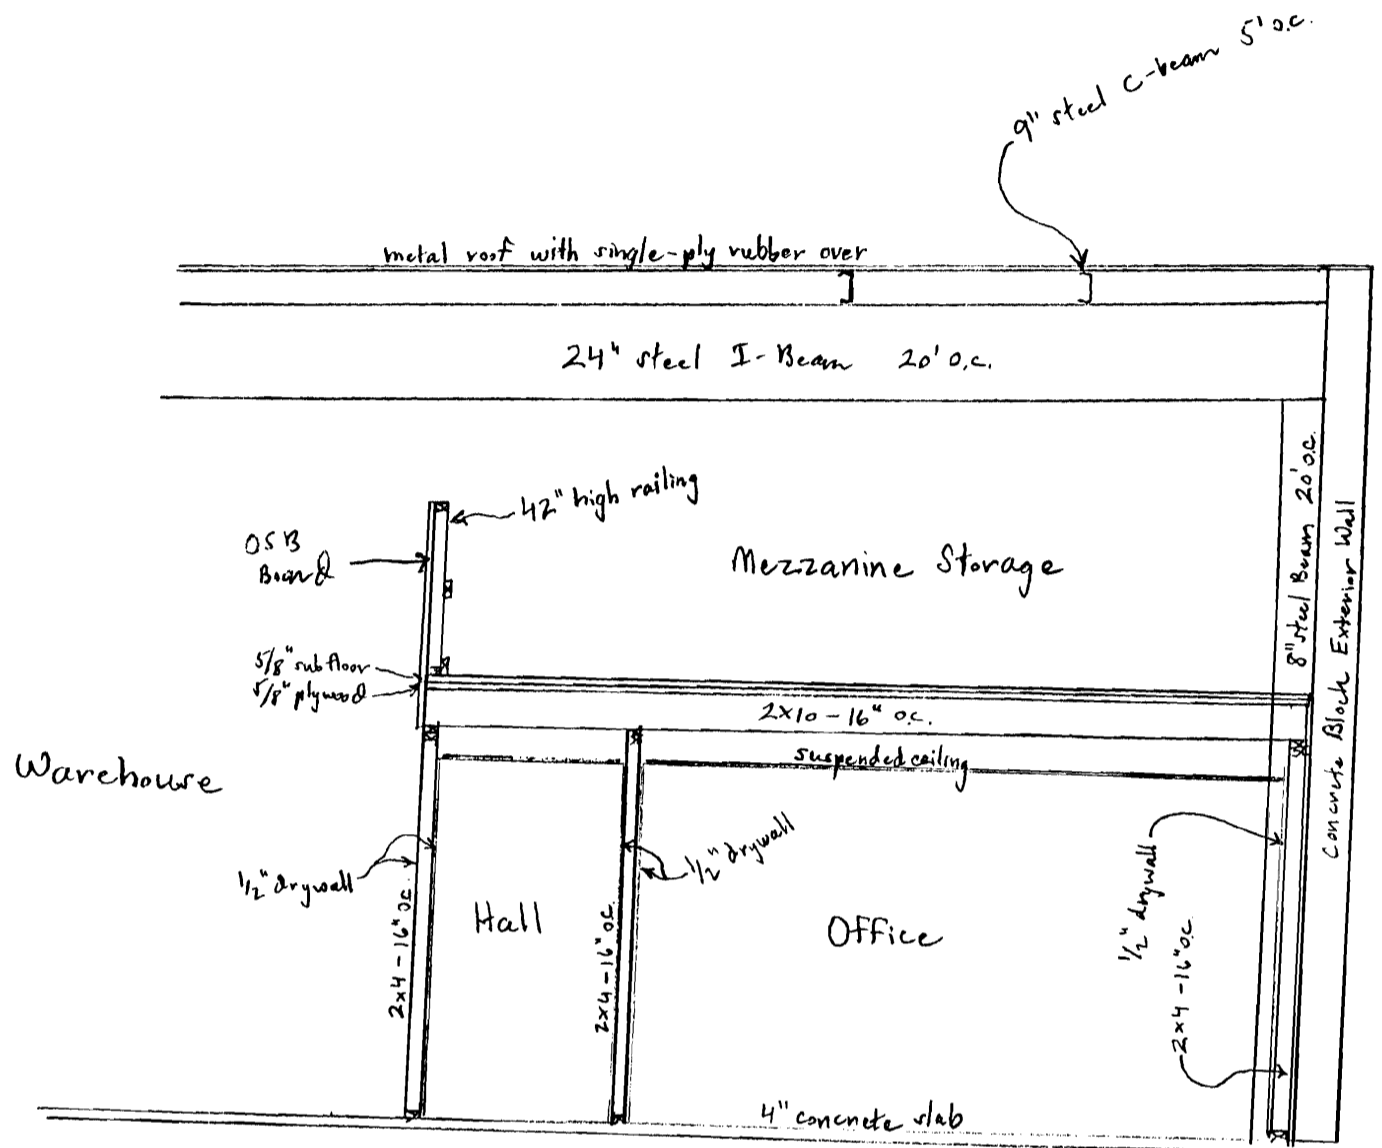 9" steel C-beam 5' o.c.
metal roof with single-ply rubber over
24" steel I-Beam 20' o.c.
42" high railing
OSB
Board
Mezzanine Storage
8" steel Beam 20' o.c.
Concrete Block Exterior Wall
5/8" subfloor
5/8" plywood
2x10 - 16" o.c.
suspended ceiling
Warehouse
1/2" drywall
1/2" drywall
1/2" drywall
Hall
Office
2x4 - 16" o.c.
2x4 - 16" o.c.
2x4 - 16" o.c.
4" concrete slab